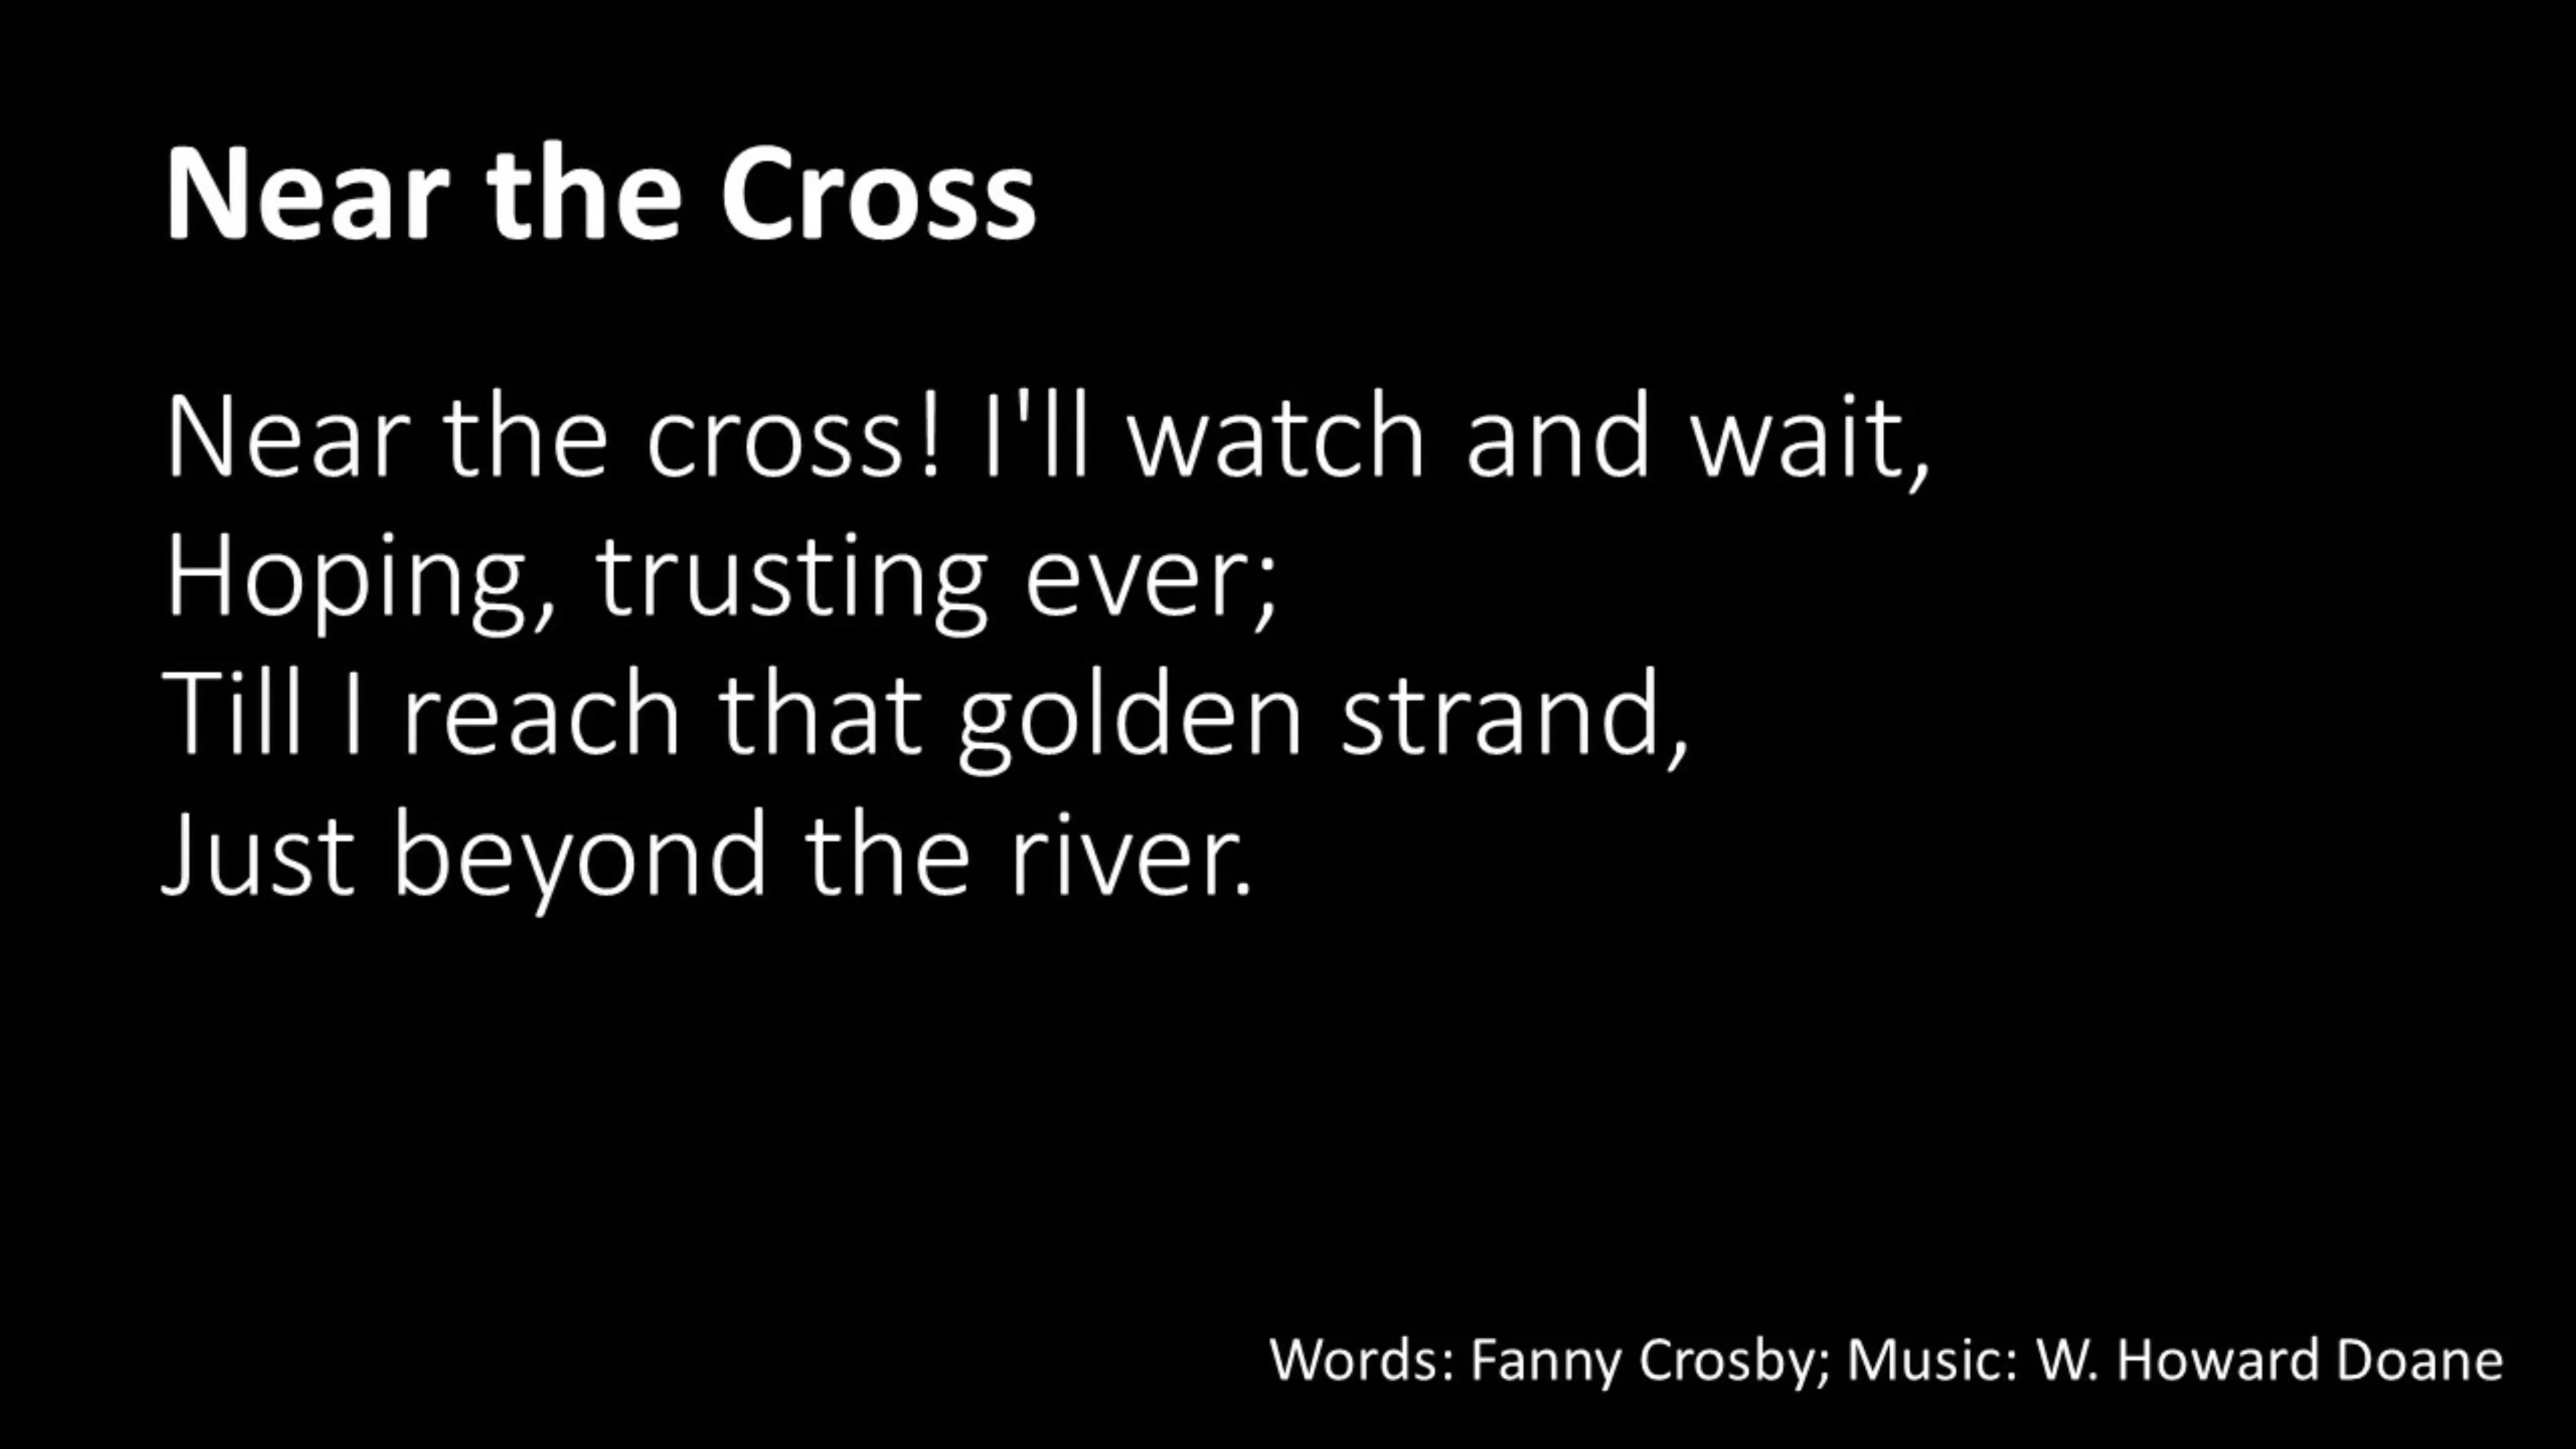 Near the Cross
Near the cross! I'll watch and wait,
Hoping, trusting ever;
Till I reach that golden strand,
Just beyond the river.
Words: Fanny Crosby; Music: W. Howard Doane